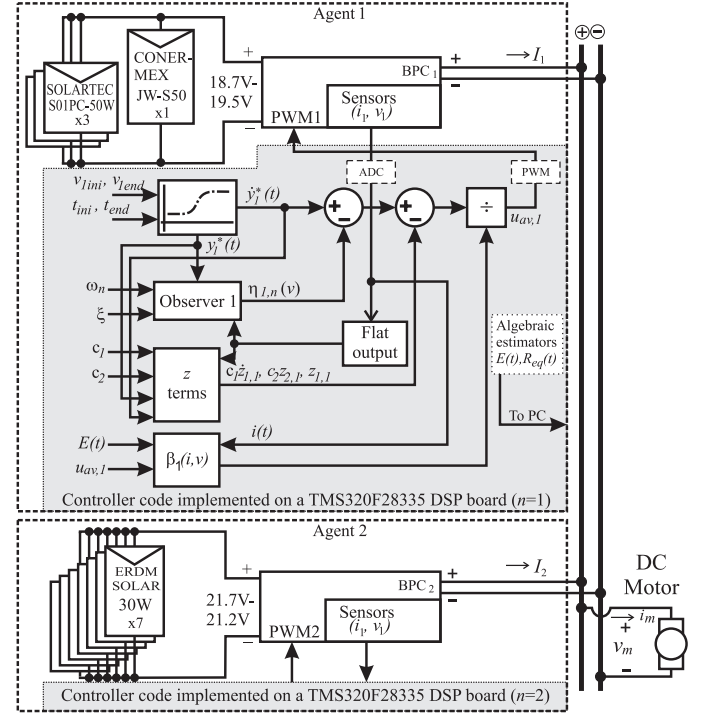 Agent 1
SOLARTEC
S01PC-50W
x3
CONER-
MEX
JW-S50
x1
+
18.7V-
19.5V
−
BPC1
PWM1
Sensors
(i1, v1)
+
−
→ I1
⊕⊖
ADC
PWM
v1ini, v1end
tini, tend
ẏ1*(t)
y1*(t)
+
−
+
−
÷
uav,1
ωn
ξ
Observer 1
η1,n(v)
Flat
output
Algebraic
estimators
E(t),Req(t)
To PC
c1
c2
z
terms
c1ż1,1, c2z2,1, z1,1
E(t)
uav,1
β1(i,v)
i(t)
Controller code implemented on a TMS320F28335 DSP board (n=1)
Agent 2
ERDM
SOLAR
30W
x7
+
21.7V-
21.2V
−
BPC2
PWM2
Sensors
(i1, v1)
+
−
→ I2
DC
Motor
→ im
+
vm
−
Controller code implemented on a TMS320F28335 DSP board (n=2)